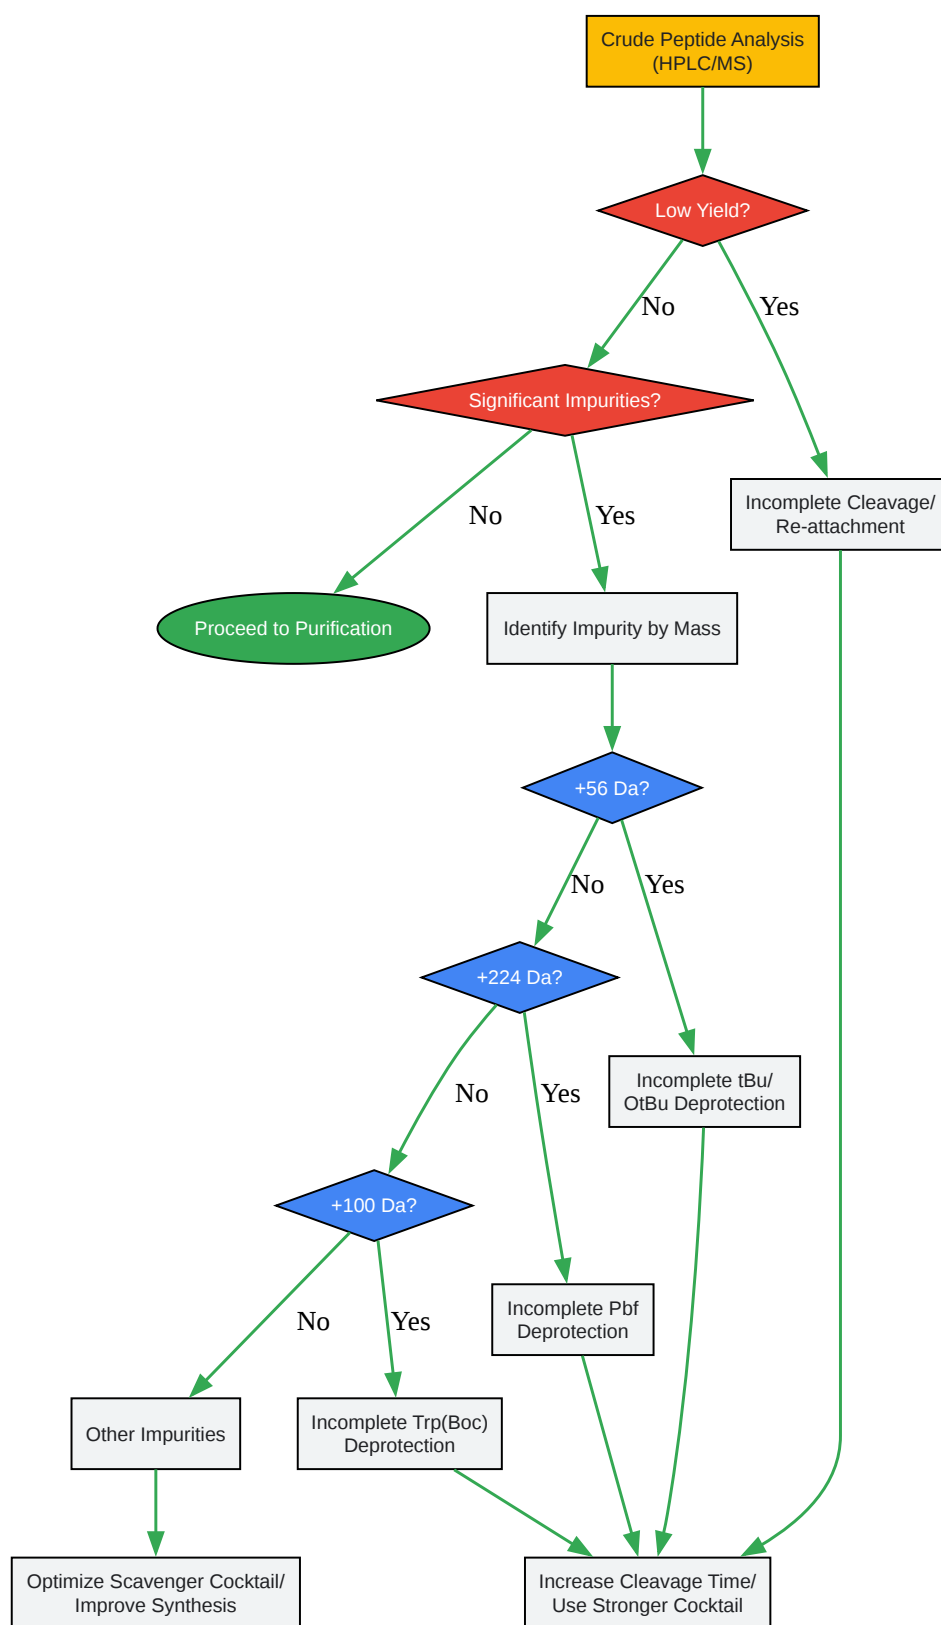 Crude Peptide Analysis
(HPLC/MS)
Low Yield?
No
Yes
Significant Impurities?
Incomplete Cleavage/
Re-attachment
No
Yes
Proceed to Purification
Identify Impurity by Mass
+56 Da?
No
Yes
+224 Da?
Incomplete tBu/
OtBu Deprotection
No
Yes
+100 Da?
Incomplete Pbf
Deprotection
No
Yes
Other Impurities
Incomplete Trp(Boc)
Deprotection
Optimize Scavenger Cocktail/
Improve Synthesis
Increase Cleavage Time/
Use Stronger Cocktail